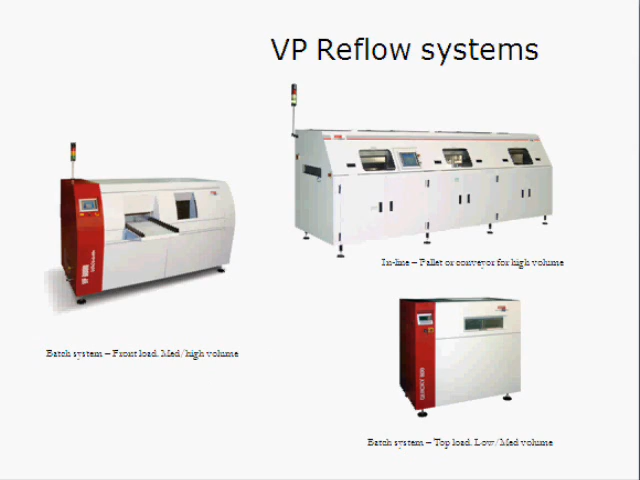 VP Reflow systems
In-line – Pallet or conveyor for high volume
Batch system – Front load. Med/high volume
Batch system – Top load. Low/Med volume